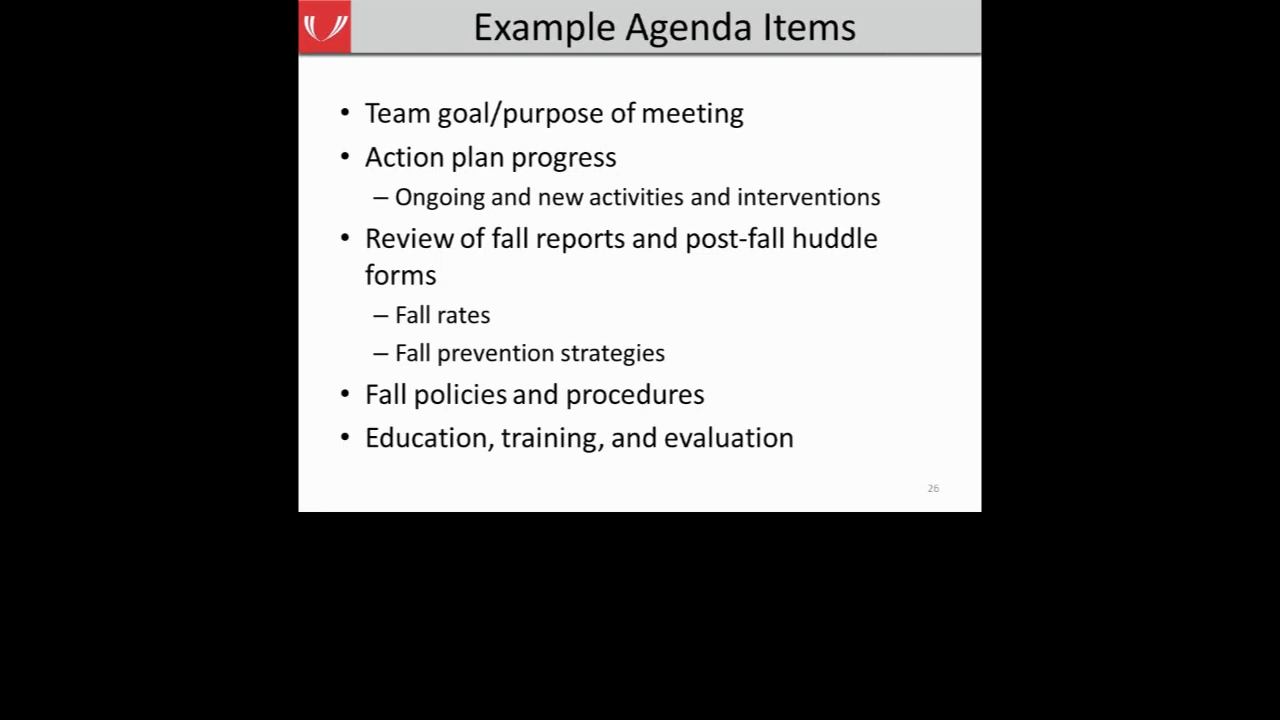 Example Agenda Items
• Team goal/purpose of meeting
• Action plan progress
– Ongoing and new activities and interventions
• Review of fall reports and post-fall huddle
forms
– Fall rates
– Fall prevention strategies
• Fall policies and procedures
• Education, training, and evaluation
26